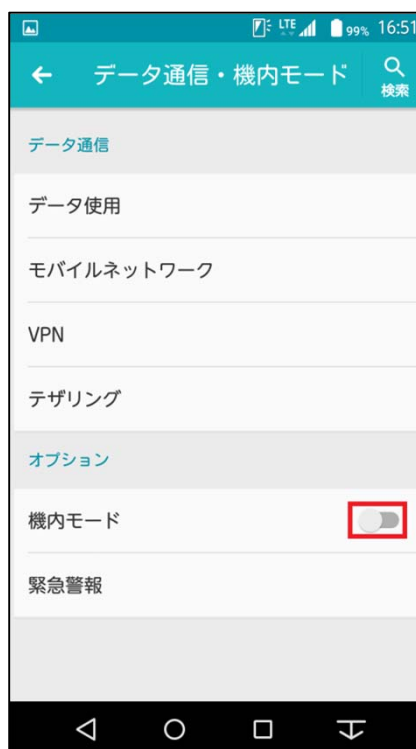 LTE 99% 16:51
データ通信・機内モード 検索
データ通信
データ使用
モバイルネットワーク
VPN
テザリング
オプション
機内モード
緊急警報